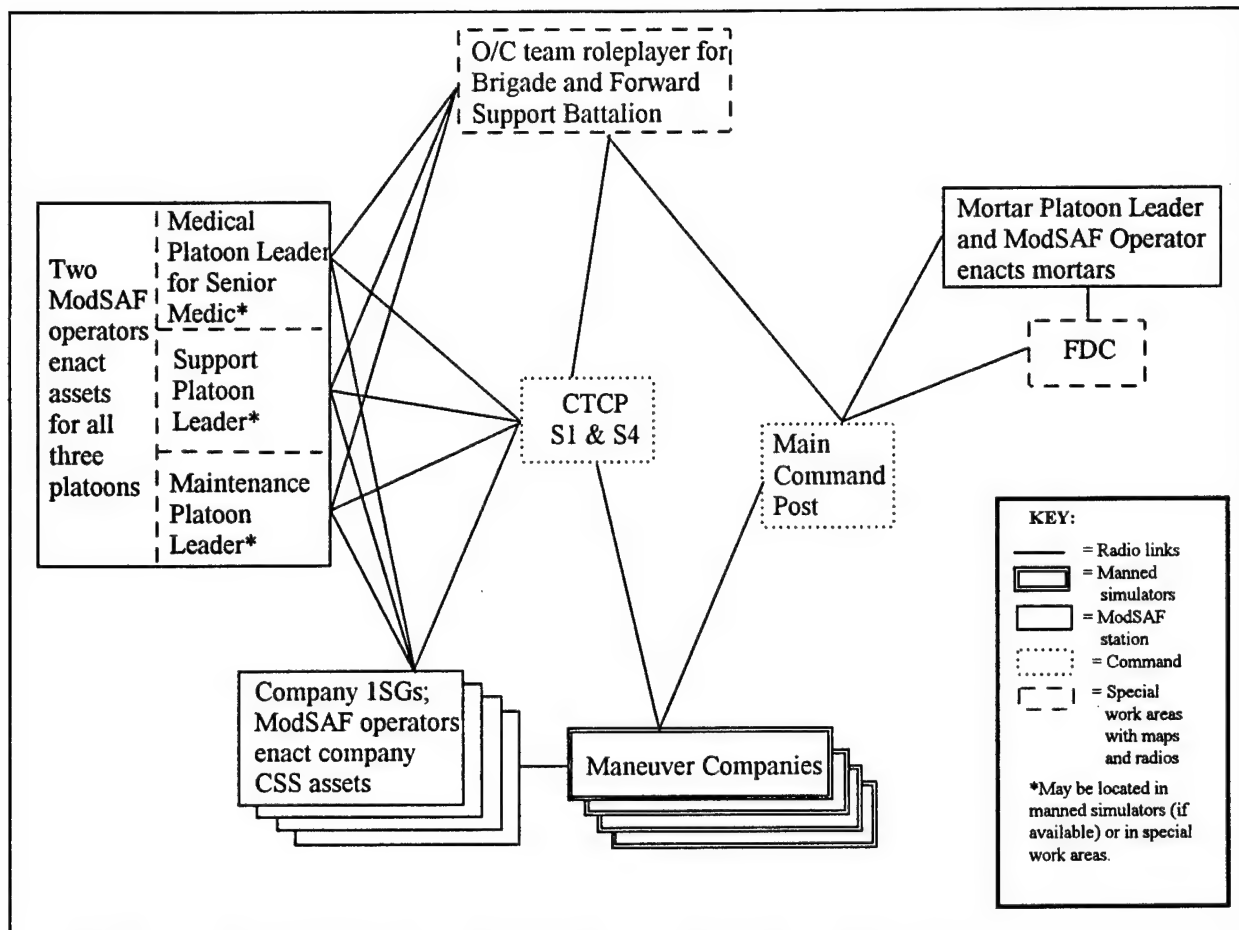 O/C team roleplayer for
Brigade and Forward
Support Battalion
Two
ModSAF
operators
enact
assets
for all
three
platoons
Medical
Platoon Leader
for Senior
Medic*
Support
Platoon
Leader*
Maintenance
Platoon
Leader*
CTCP
S1 & S4
Main
Command
Post
Mortar Platoon Leader
and ModSAF Operator
enacts mortars
FDC
Company 1SGs;
ModSAF operators
enact company
CSS assets
Maneuver Companies
KEY:
= Radio links
= Manned
simulators
= ModSAF
station
= Command
= Special
work areas
with maps
and radios
*May be located in
manned simulators (if
available) or in special
work areas.